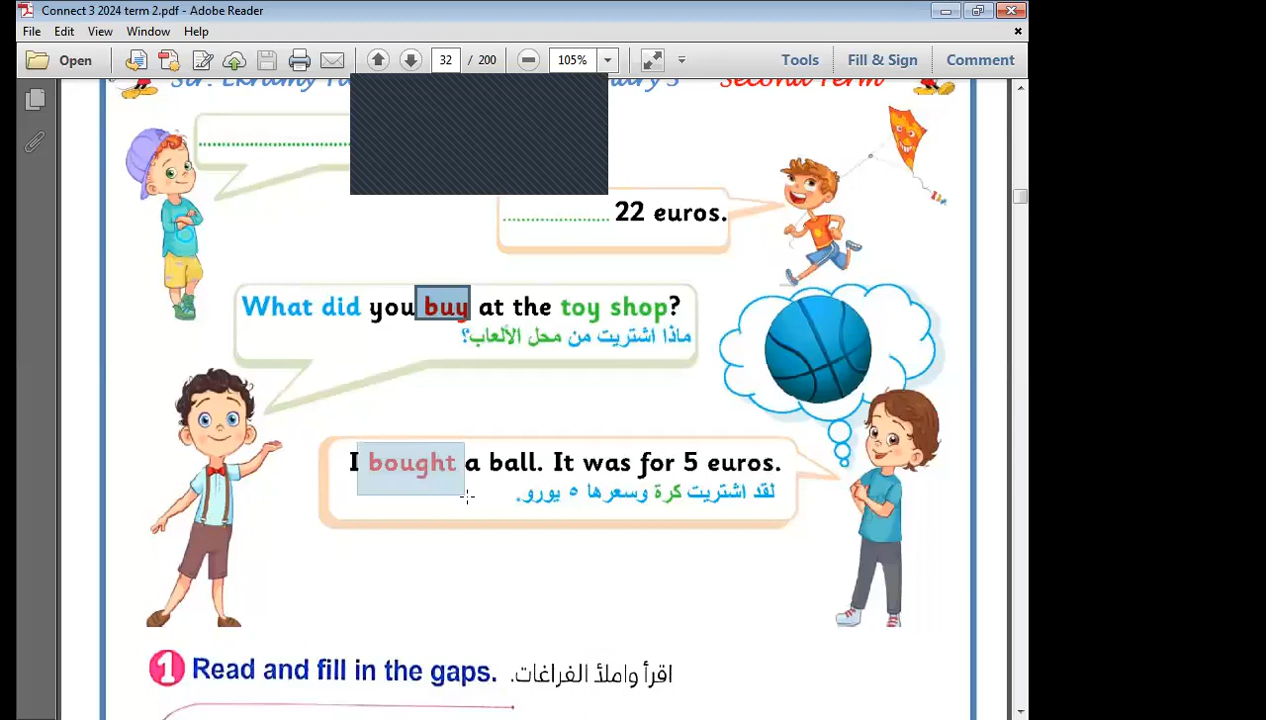 Connect 3 2024 term 2.pdf - Adobe Reader
File Edit View Window Help
Open 32 / 200 105% Tools Fill & Sign Comment
Second Term
22 euros.
What did you buy at the toy shop?
ماذا اشتريت من محل الألعاب؟
I bought a ball. It was for 5 euros.
لقد اشتريت كرة وسعرها ٥ يورو.
1 Read and fill in the gaps. اقرأ واملأ الفراغات.